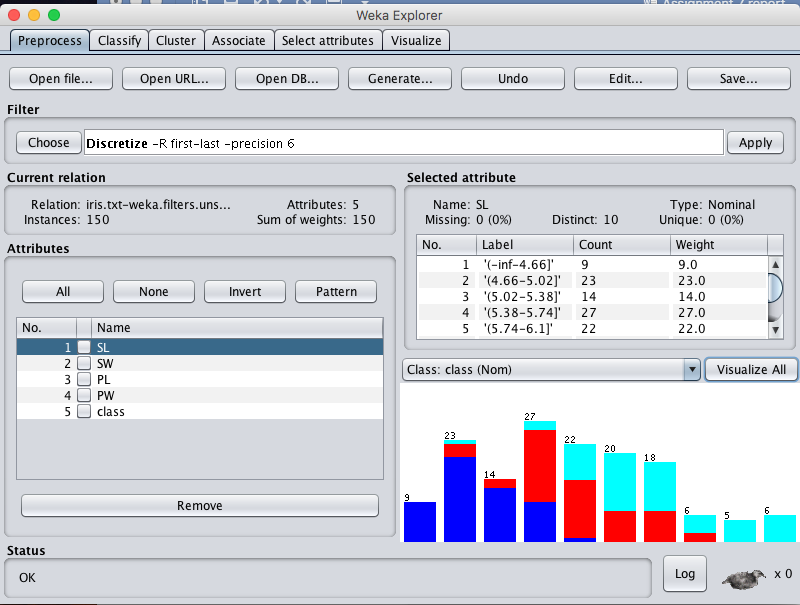 Assignment 7 report
Weka Explorer
Preprocess Classify Cluster Associate Select attributes Visualize
Open file... Open URL... Open DB... Generate... Undo Edit... Save...
Filter
Choose Discretize -R first-last -precision 6 Apply
Current relation
Relation: iris.txt-weka.filters.uns... Attributes: 5
Instances: 150 Sum of weights: 150
Attributes
All None Invert Pattern
No. Name
1 SL
2 SW
3 PL
4 PW
5 class
Remove
Selected attribute
Name: SL Type: Nominal
Missing: 0 (0%) Distinct: 10 Unique: 0 (0%)
No. Label Count Weight
1 '(-inf-4.66]' 9 9.0
2 '(4.66-5.02]' 23 23.0
3 '(5.02-5.38]' 14 14.0
4 '(5.38-5.74]' 27 27.0
5 '(5.74-6.1]' 22 22.0
Class: class (Nom) Visualize All
9 23 14 27 22 20 18 6 5 6
Status
OK Log x 0